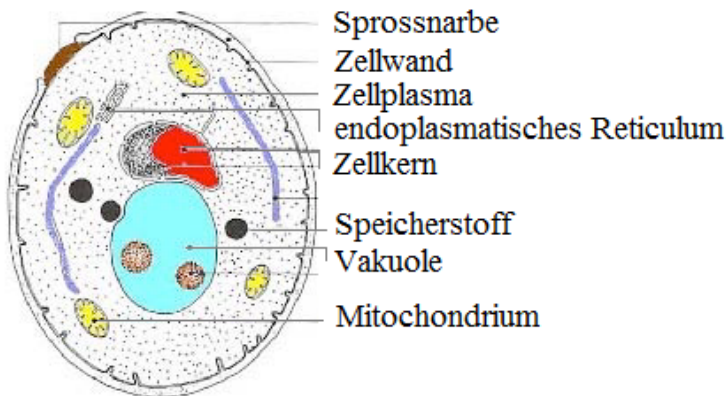 Sprossnarbe
Zellwand
Zellplasma
endoplasmatisches Reticulum
Zellkern
Speicherstoff
Vakuole
Mitochondrium